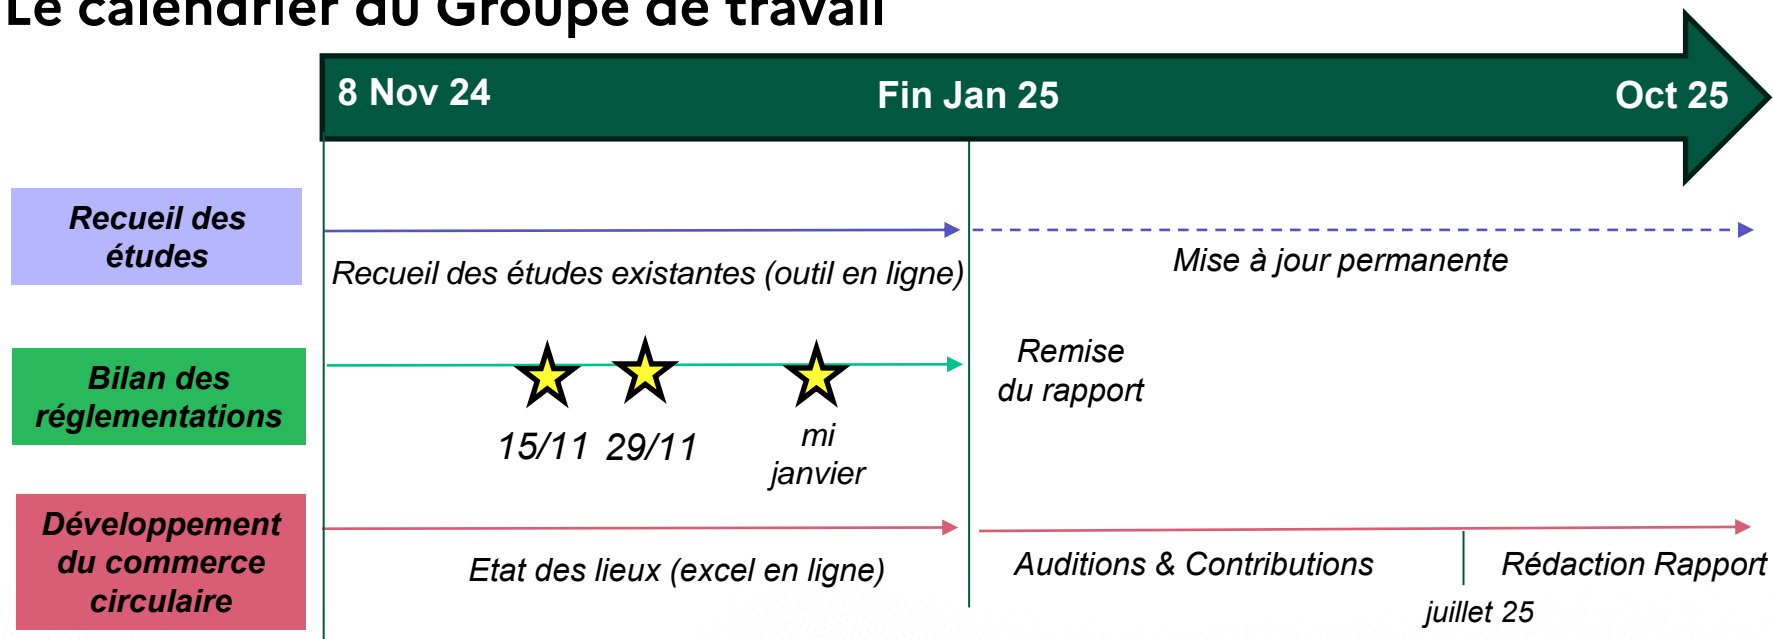 Le calendrier du Groupe de travail
8 Nov 24
Fin Jan 25
Oct 25
Recueil des
études
Recueil des études existantes (outil en ligne)
Mise à jour permanente
Bilan des
réglementations
15/11
29/11
mi
janvier
Remise
du rapport
Développement
du commerce
circulaire
Etat des lieux (excel en ligne)
Auditions & Contributions
juillet 25
Rédaction Rapport